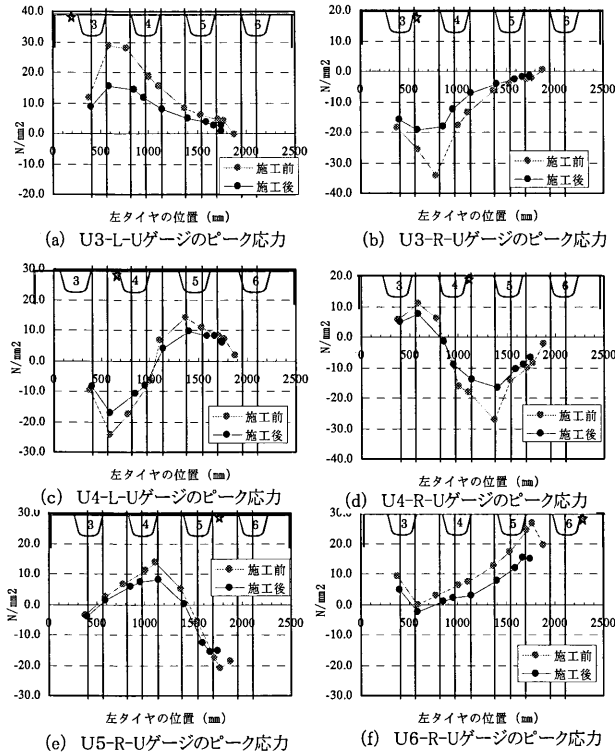 40.0 30.0 20.0 10.0 0.0 -10.0 -20.0
N/mm2
3 4 5 6
0 500 1000 1500 2000 2500
施工前
施工後
左タイヤの位置 (mm)
(a) U3-L-Uゲージのピーク応力
20.0 10.0 0.0 -10.0 -20.0 -30.0 -40.0
N/mm2
3 4 5 6
0 500 1000 1500 2000 2500
施工前
施工後
左タイヤの位置 (mm)
(b) U3-R-Uゲージのピーク応力
30.0 20.0 10.0 0.0 -10.0 -20.0 -30.0
N/mm2
3 4 5 6
0 500 1000 1500 2000 2500
施工前
施工後
左タイヤの位置 (mm)
(c) U4-L-Uゲージのピーク応力
20.0 10.0 0.0 -10.0 -20.0 -30.0 -40.0
N/mm2
3 4 5 6
0 500 1000 1500 2000 2500
施工前
施工後
左タイヤの位置 (mm)
(d) U4-R-Uゲージのピーク応力
30.0 20.0 10.0 0.0 -10.0 -20.0 -30.0
N/mm2
3 4 5 6
0 500 1000 1500 2000 2500
施工前
施工後
左タイヤの位置 (mm)
(e) U5-R-Uゲージのピーク応力
30.0 20.0 10.0 0.0 -10.0 -20.0 -30.0
N/mm2
3 4 5 6
0 500 1000 1500 2000 2500
施工前
施工後
左タイヤの位置 (mm)
(f) U6-R-Uゲージのピーク応力